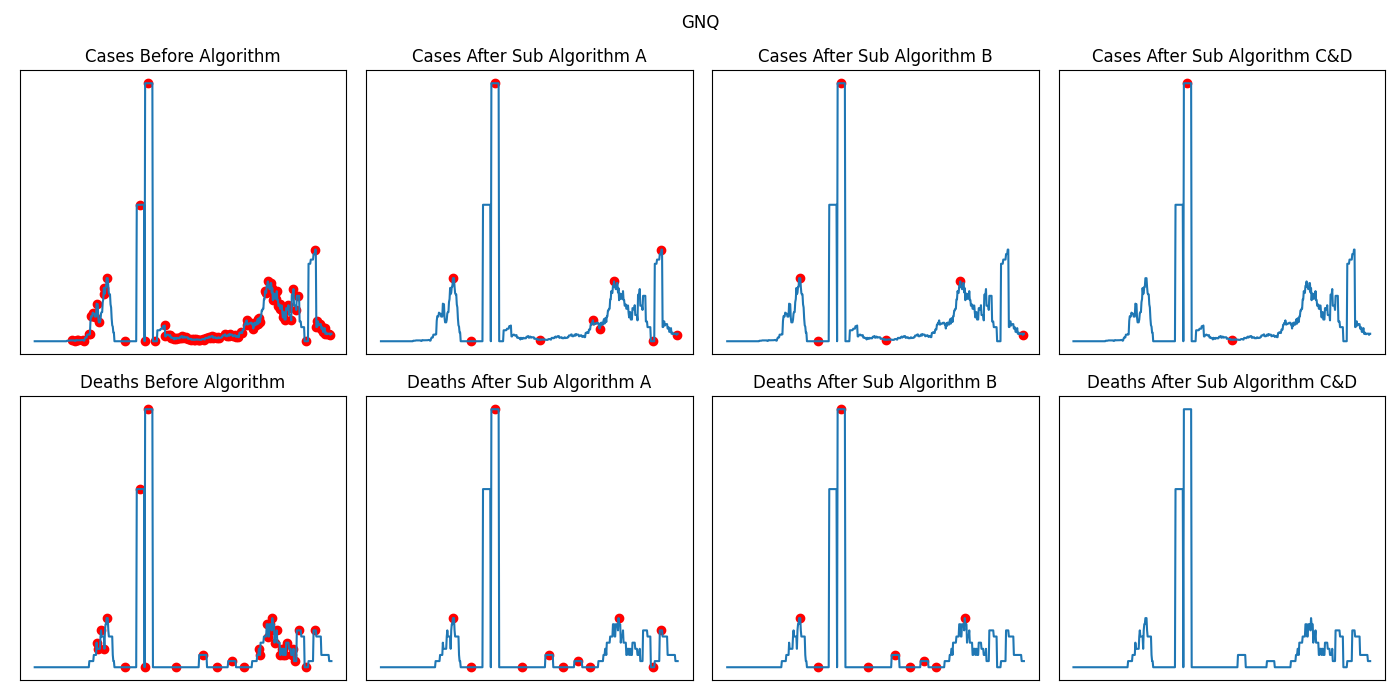 GNQ
Cases Before Algorithm
Cases After Sub Algorithm A
Cases After Sub Algorithm B
Cases After Sub Algorithm C&D
Deaths Before Algorithm
Deaths After Sub Algorithm A
Deaths After Sub Algorithm B
Deaths After Sub Algorithm C&D